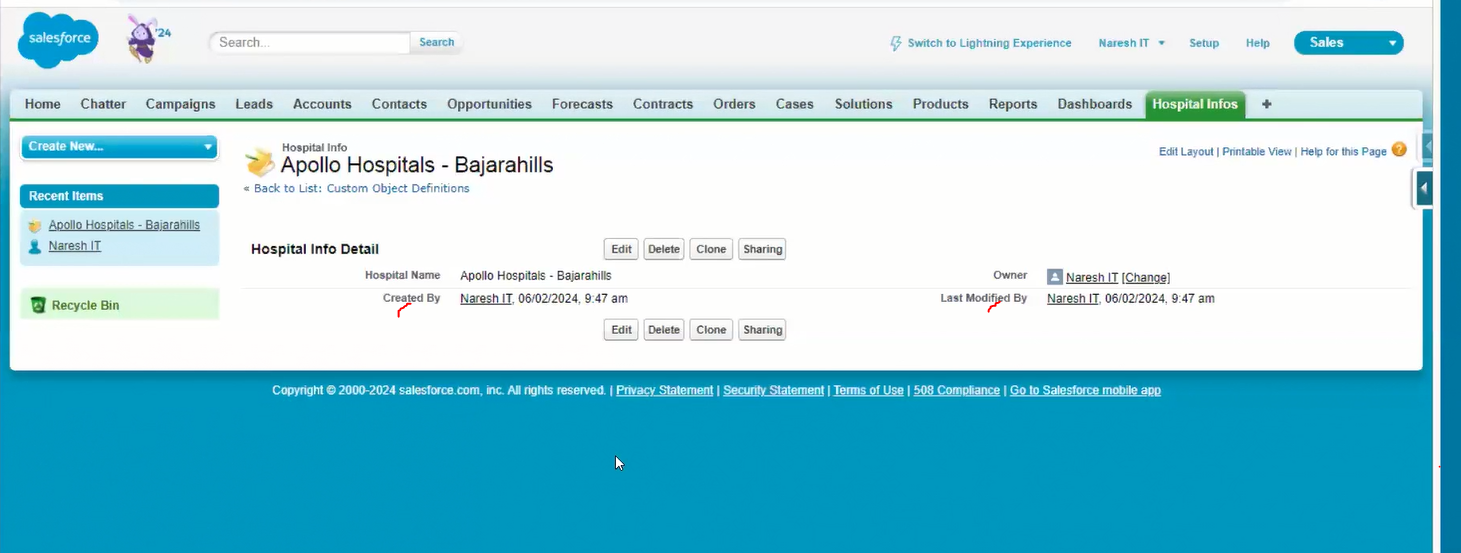 salesforce
'24
Search...
Search
Switch to Lightning Experience
Naresh IT
Setup
Help
Sales
Home Chatter Campaigns Leads Accounts Contacts Opportunities Forecasts Contracts Orders Cases Solutions Products Reports Dashboards Hospital Infos +
Create New...
Recent Items
Apollo Hospitals - Bajarahills
Naresh IT
Recycle Bin
Hospital Info
Apollo Hospitals - Bajarahills
« Back to List: Custom Object Definitions
Edit Layout | Printable View | Help for this Page ?
Hospital Info Detail
Edit Delete Clone Sharing
Hospital Name Apollo Hospitals - Bajarahills
Owner Naresh IT [Change]
Created By Naresh IT, 06/02/2024, 9:47 am
Last Modified By Naresh IT, 06/02/2024, 9:47 am
Edit Delete Clone Sharing
Copyright © 2000-2024 salesforce.com, inc. All rights reserved. | Privacy Statement | Security Statement | Terms of Use | 508 Compliance | Go to Salesforce mobile app